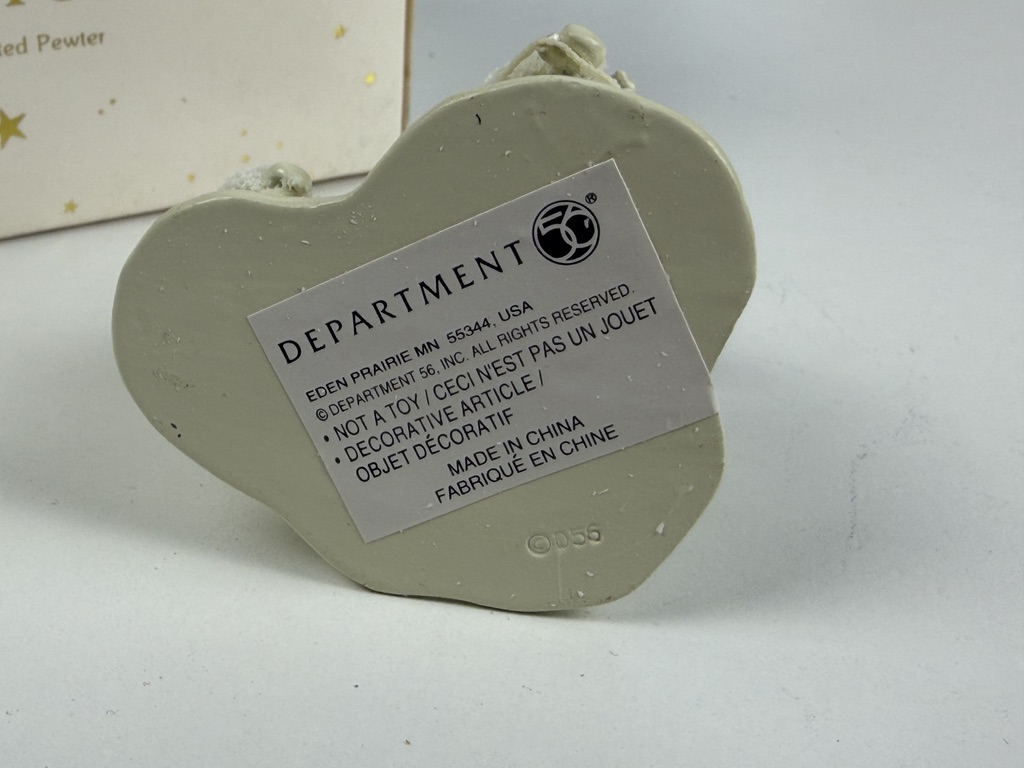 Pewter
DEPARTMENT 56®
EDEN PRAIRIE MN 55344, USA
©DEPARTMENT 56, INC. ALL RIGHTS RESERVED.
• NOT A TOY / CECI N'EST PAS UN JOUET
• DECORATIVE ARTICLE /
OBJET DÉCORATIF
MADE IN CHINA
FABRIQUÉ EN CHINE
©D56